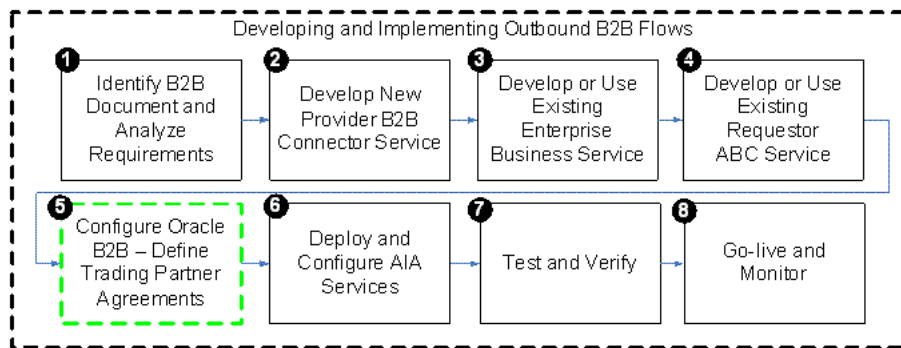 Developing and Implementing Outbound B2B Flows
1
Identify B2B
Document and
Analyze
Requirements
2
Develop New
Provider B2B
Connector Service
3
Develop or Use
Existing
Enterprise
Business Service
4
Develop or Use
Existing
Requestor
ABC Service
5
Configure Oracle
B2B – Define
Trading Partner
Agreements
6
Deploy and
Configure AIA
Services
7
Test and Verify
8
Go-live and
Monitor